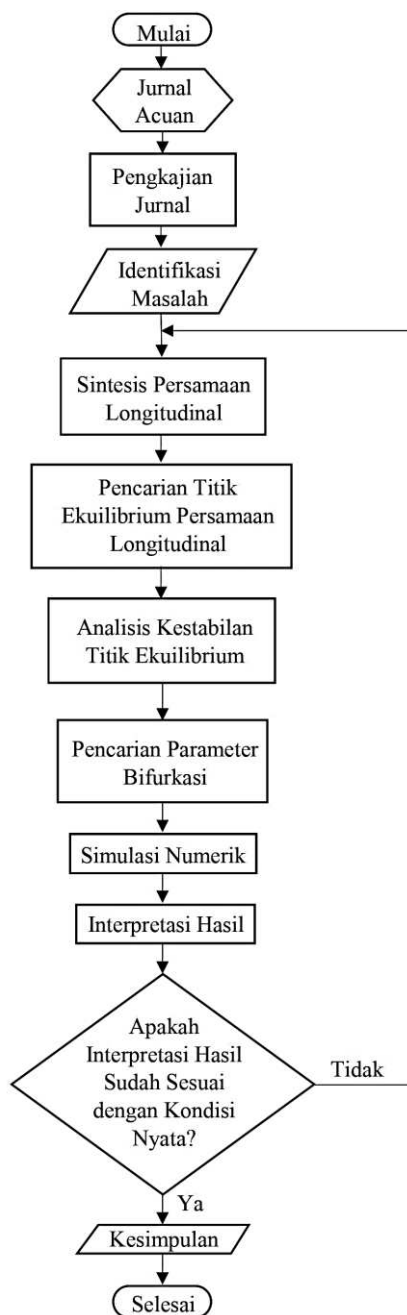 Mulai
Jurnal
Acuan
Pengkajian
Jurnal
Identifikasi
Masalah
Sintesis Persamaan
Longitudinal
Pencarian Titik
Ekuilibrium Persamaan
Longitudinal
Analisis Kestabilan
Titik Ekuilibrium
Pencarian Parameter
Bifurkasi
Simulasi Numerik
Interpretasi Hasil
Apakah
Interpretasi Hasil
Sudah Sesuai
dengan Kondisi
Nyata?
Tidak
Ya
Kesimpulan
Selesai